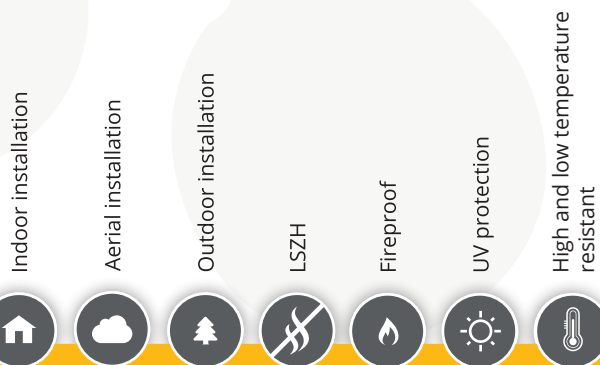 Indoor installation
Aerial installation
Outdoor installation
LSZH
Fireproof
UV protection
High and low temperature
resistant